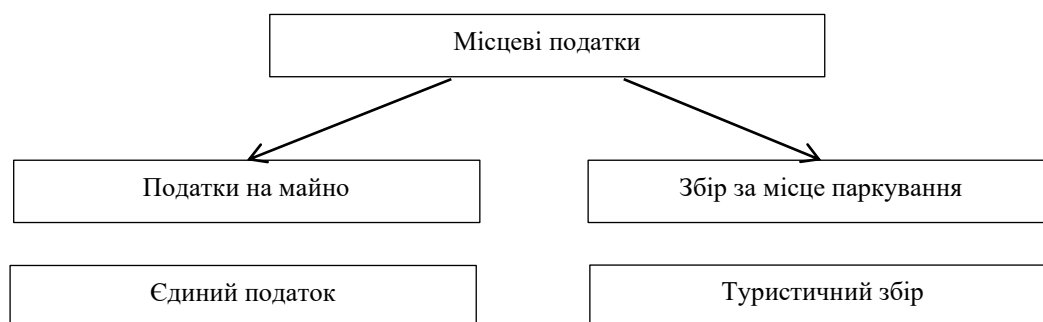 Місцеві податки
Податки на майно
Збір за місце паркування
Єдиний податок
Туристичний збір